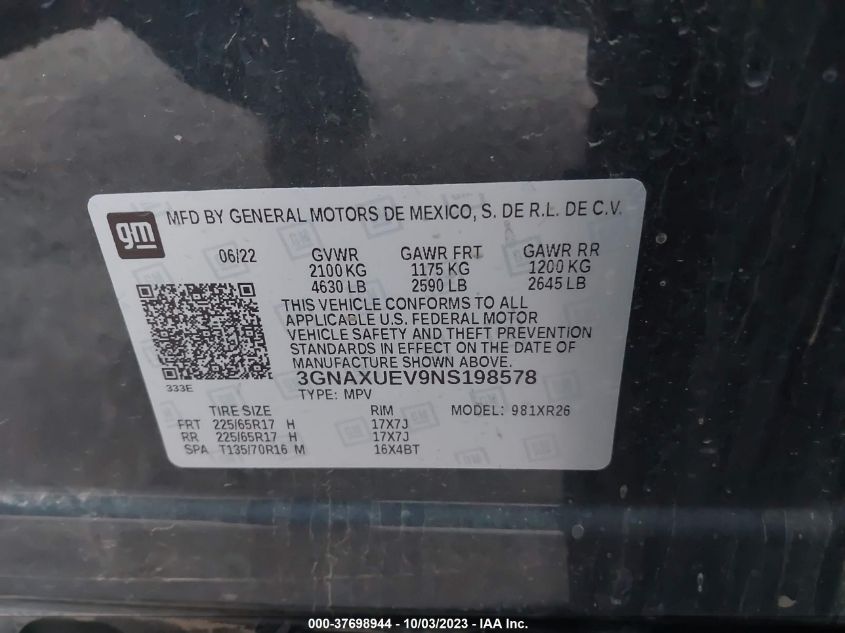 gm
MFD BY GENERAL MOTORS DE MEXICO, S. DE R.L. DE C.V.
06/22 GVWR GAWR FRT GAWR RR
2100 KG 1175 KG 1200 KG
4630 LB 2590 LB 2645 LB
THIS VEHICLE CONFORMS TO ALL
APPLICABLE U.S. FEDERAL MOTOR
VEHICLE SAFETY AND THEFT PREVENTION
STANDARDS IN EFFECT ON THE DATE OF
MANUFACTURE SHOWN ABOVE.
333E 3GNAXUEV9NS198578
TYPE: MPV
TIRE SIZE RIM MODEL: 981XR26
FRT 225/65R17 H 17X7J
RR 225/65R17 H 17X7J
SPA T135/70R16 M 16X4BT
000-37698944 - 10/03/2023 - Copyright © IAA, Inc.